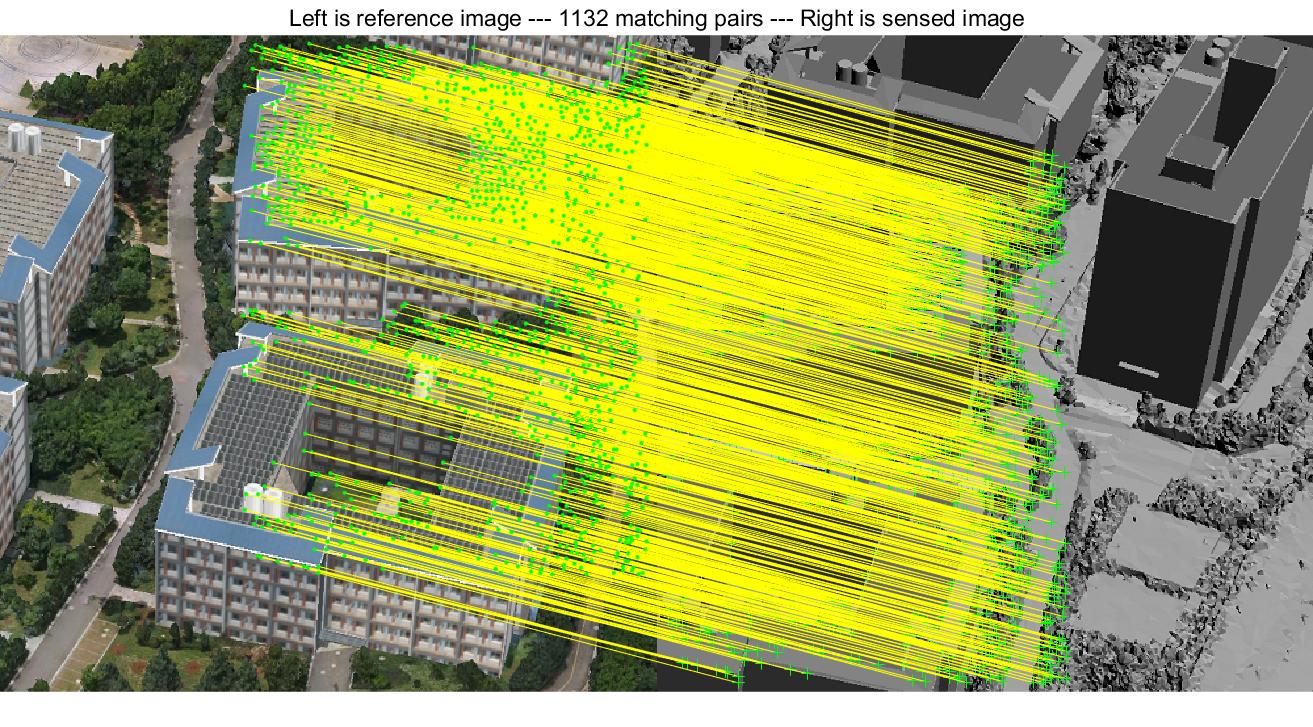 Left is reference image --- 1132 matching pairs --- Right is sensed image